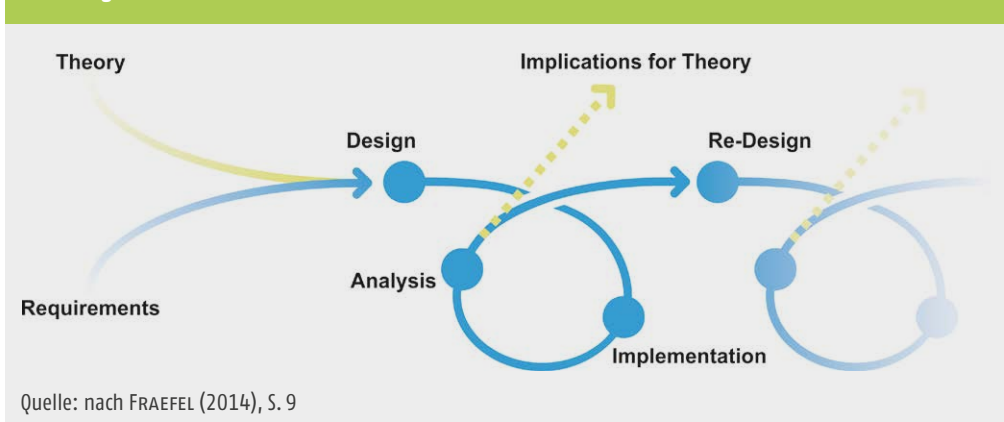 Theory
Implications for Theory
Design
Re-Design
Analysis
Requirements
Implementation
Quelle: nach FRAEFEL (2014), S. 9